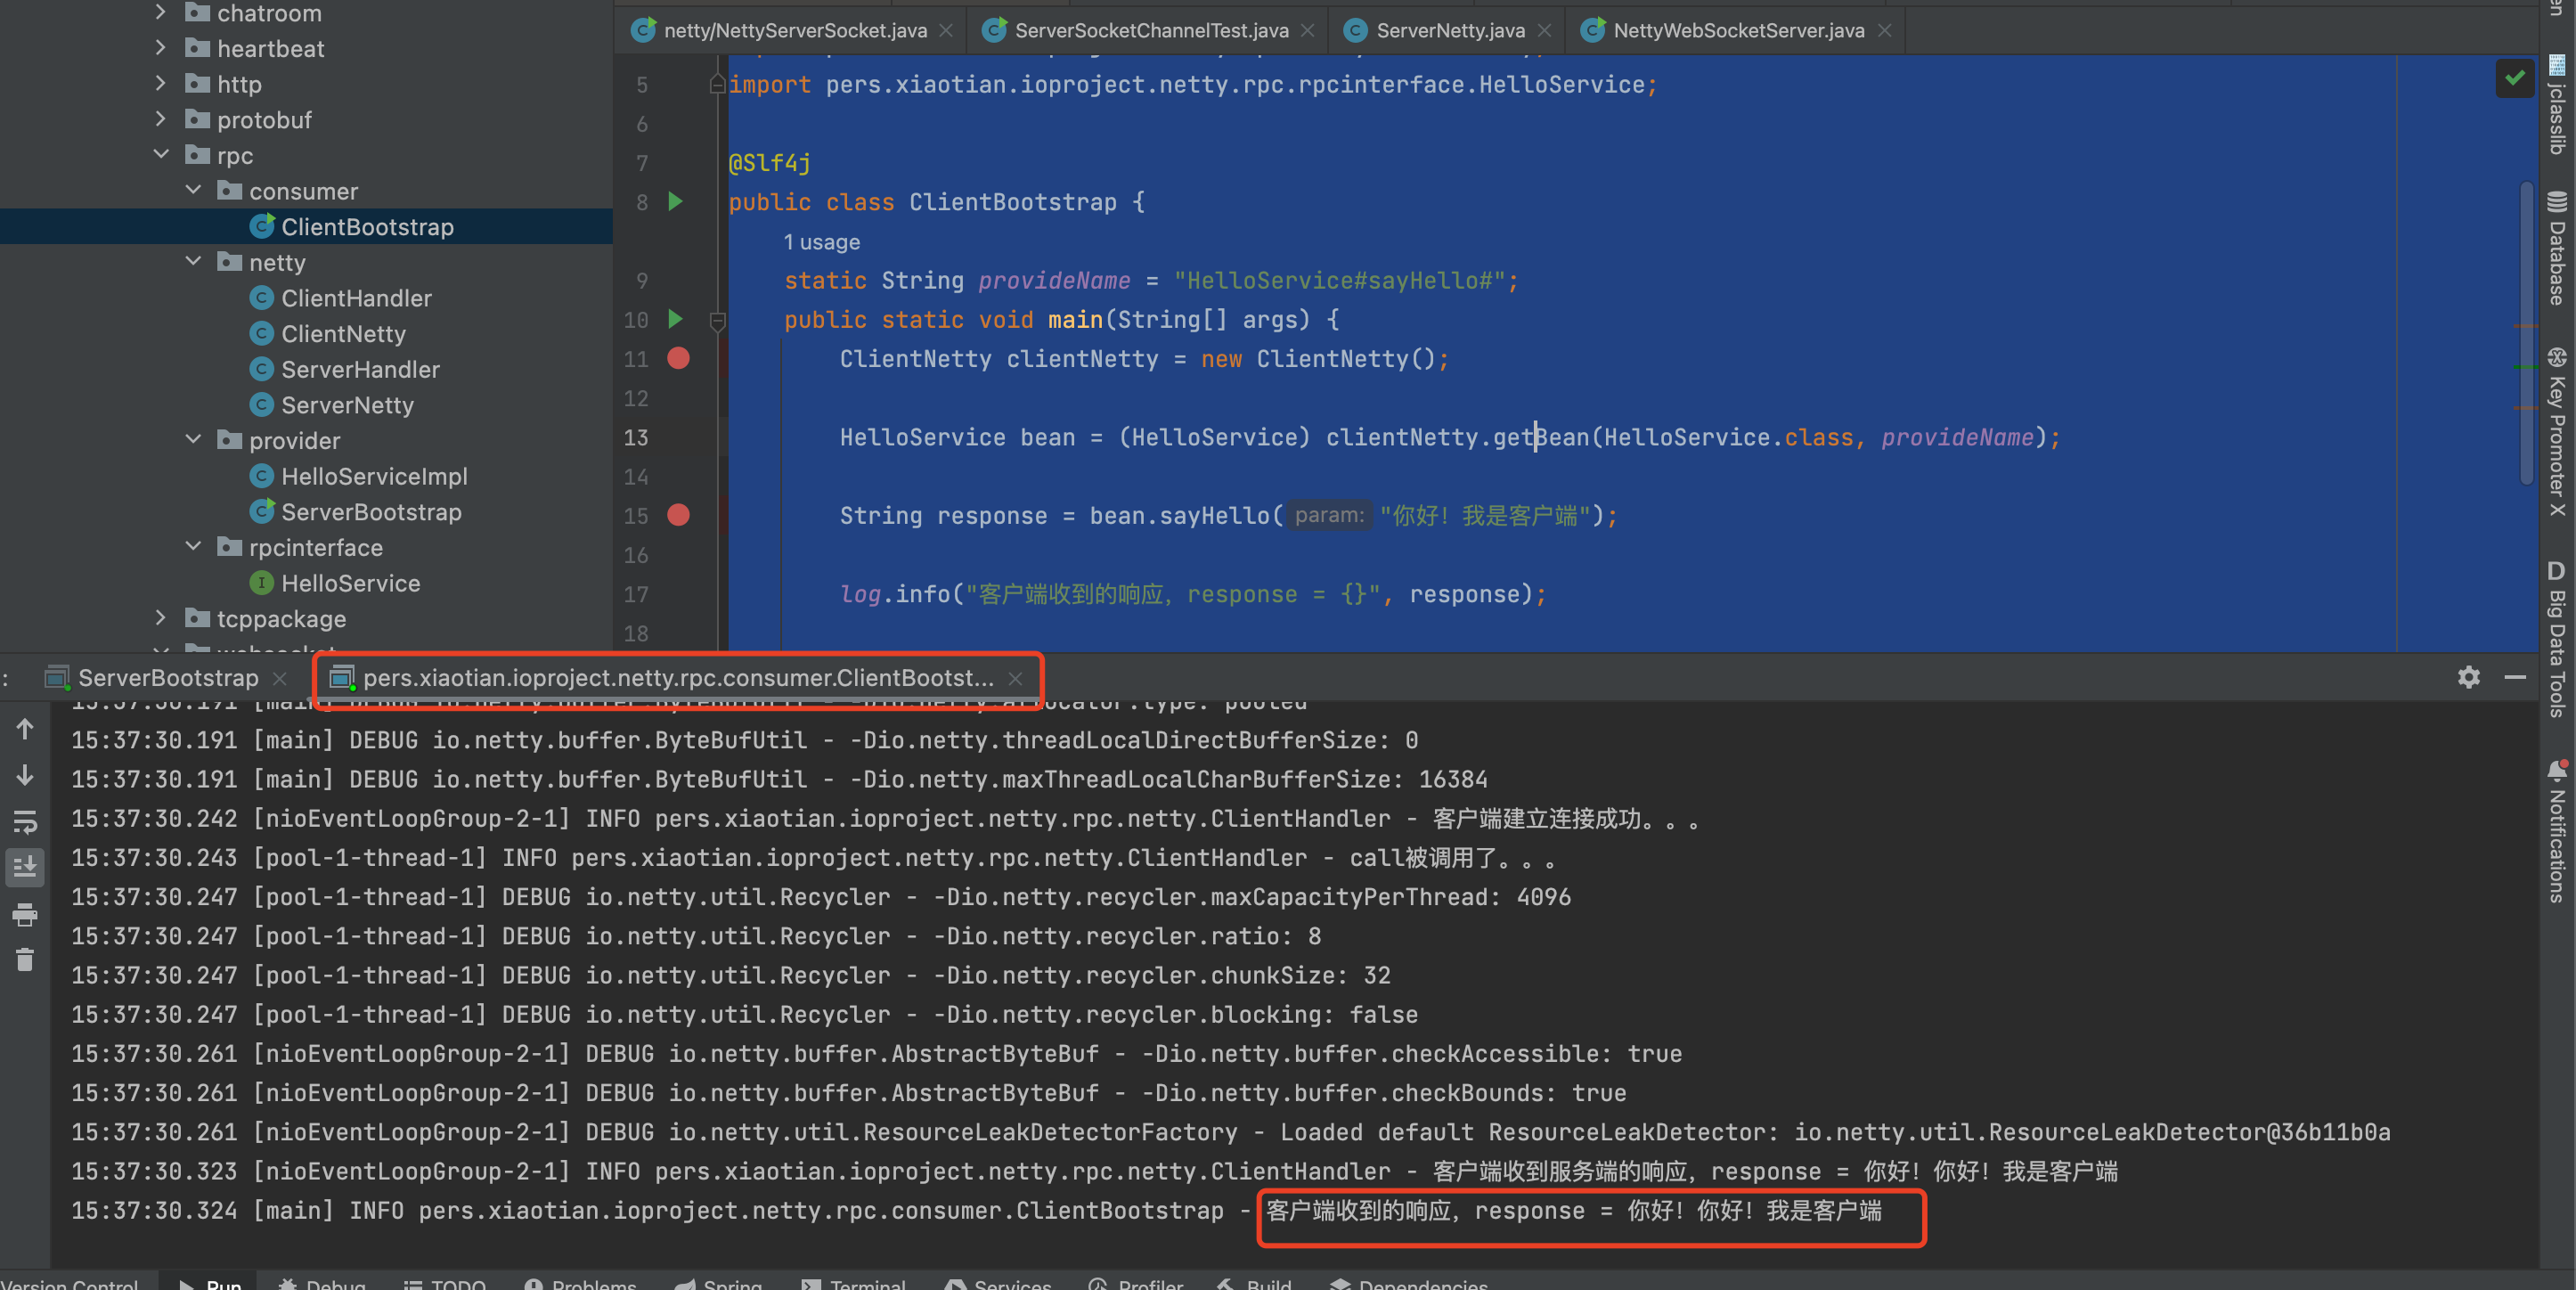 chatroom
heartbeat
http
protobuf
rpc
consumer
ClientBootstrap
netty
ClientHandler
ClientNetty
ServerHandler
ServerNetty
provider
HelloServiceImpl
ServerBootstrap
rpcinterface
HelloService
tcppackage
websocket
netty/NettyServerSocket.java
ServerSocketChannelTest.java
ServerNetty.java
NettyWebSocketServer.java
5 import pers.xiaotian.ioproject.netty.rpc.rpcinterface.HelloService;
6
7 @Slf4j
8 public class ClientBootstrap {
1 usage
9 static String provideName = "HelloService#sayHello#";
10 public static void main(String[] args) {
11 ClientNetty clientNetty = new ClientNetty();
12
13 HelloService bean = (HelloService) clientNetty.getBean(HelloService.class, provideName);
14
15 String response = bean.sayHello( param: "你好！我是客户端");
16
17 log.info("客户端收到的响应，response = {}", response);
18
en
jclasslib
Database
Key Promoter X
D Big Data Tools
Notifications
: ServerBootstrap
pers.xiaotian.ioproject.netty.rpc.consumer.ClientBootst...
15:37:30.191 [main] DEBUG io.netty.buffer.ByteBufUtil - -Dio.netty.allocator.type: pooled
15:37:30.191 [main] DEBUG io.netty.buffer.ByteBufUtil - -Dio.netty.threadLocalDirectBufferSize: 0
15:37:30.191 [main] DEBUG io.netty.buffer.ByteBufUtil - -Dio.netty.maxThreadLocalCharBufferSize: 16384
15:37:30.242 [nioEventLoopGroup-2-1] INFO pers.xiaotian.ioproject.netty.rpc.netty.ClientHandler - 客户端建立连接成功。。。
15:37:30.243 [pool-1-thread-1] INFO pers.xiaotian.ioproject.netty.rpc.netty.ClientHandler - call被调用了。。。
15:37:30.247 [pool-1-thread-1] DEBUG io.netty.util.Recycler - -Dio.netty.recycler.maxCapacityPerThread: 4096
15:37:30.247 [pool-1-thread-1] DEBUG io.netty.util.Recycler - -Dio.netty.recycler.ratio: 8
15:37:30.247 [pool-1-thread-1] DEBUG io.netty.util.Recycler - -Dio.netty.recycler.chunkSize: 32
15:37:30.247 [pool-1-thread-1] DEBUG io.netty.util.Recycler - -Dio.netty.recycler.blocking: false
15:37:30.261 [nioEventLoopGroup-2-1] DEBUG io.netty.buffer.AbstractByteBuf - -Dio.netty.buffer.checkAccessible: true
15:37:30.261 [nioEventLoopGroup-2-1] DEBUG io.netty.buffer.AbstractByteBuf - -Dio.netty.buffer.checkBounds: true
15:37:30.261 [nioEventLoopGroup-2-1] DEBUG io.netty.util.ResourceLeakDetectorFactory - Loaded default ResourceLeakDetector: io.netty.util.ResourceLeakDetector@36b11b0a
15:37:30.323 [nioEventLoopGroup-2-1] INFO pers.xiaotian.ioproject.netty.rpc.netty.ClientHandler - 客户端收到服务端的响应，response = 你好！你好！我是客户端
15:37:30.324 [main] INFO pers.xiaotian.ioproject.netty.rpc.consumer.ClientBootstrap - 客户端收到的响应，response = 你好！你好！我是客户端
Version Control Run Debug TODO Problems Spring Terminal Services Profiler Build Dependencies